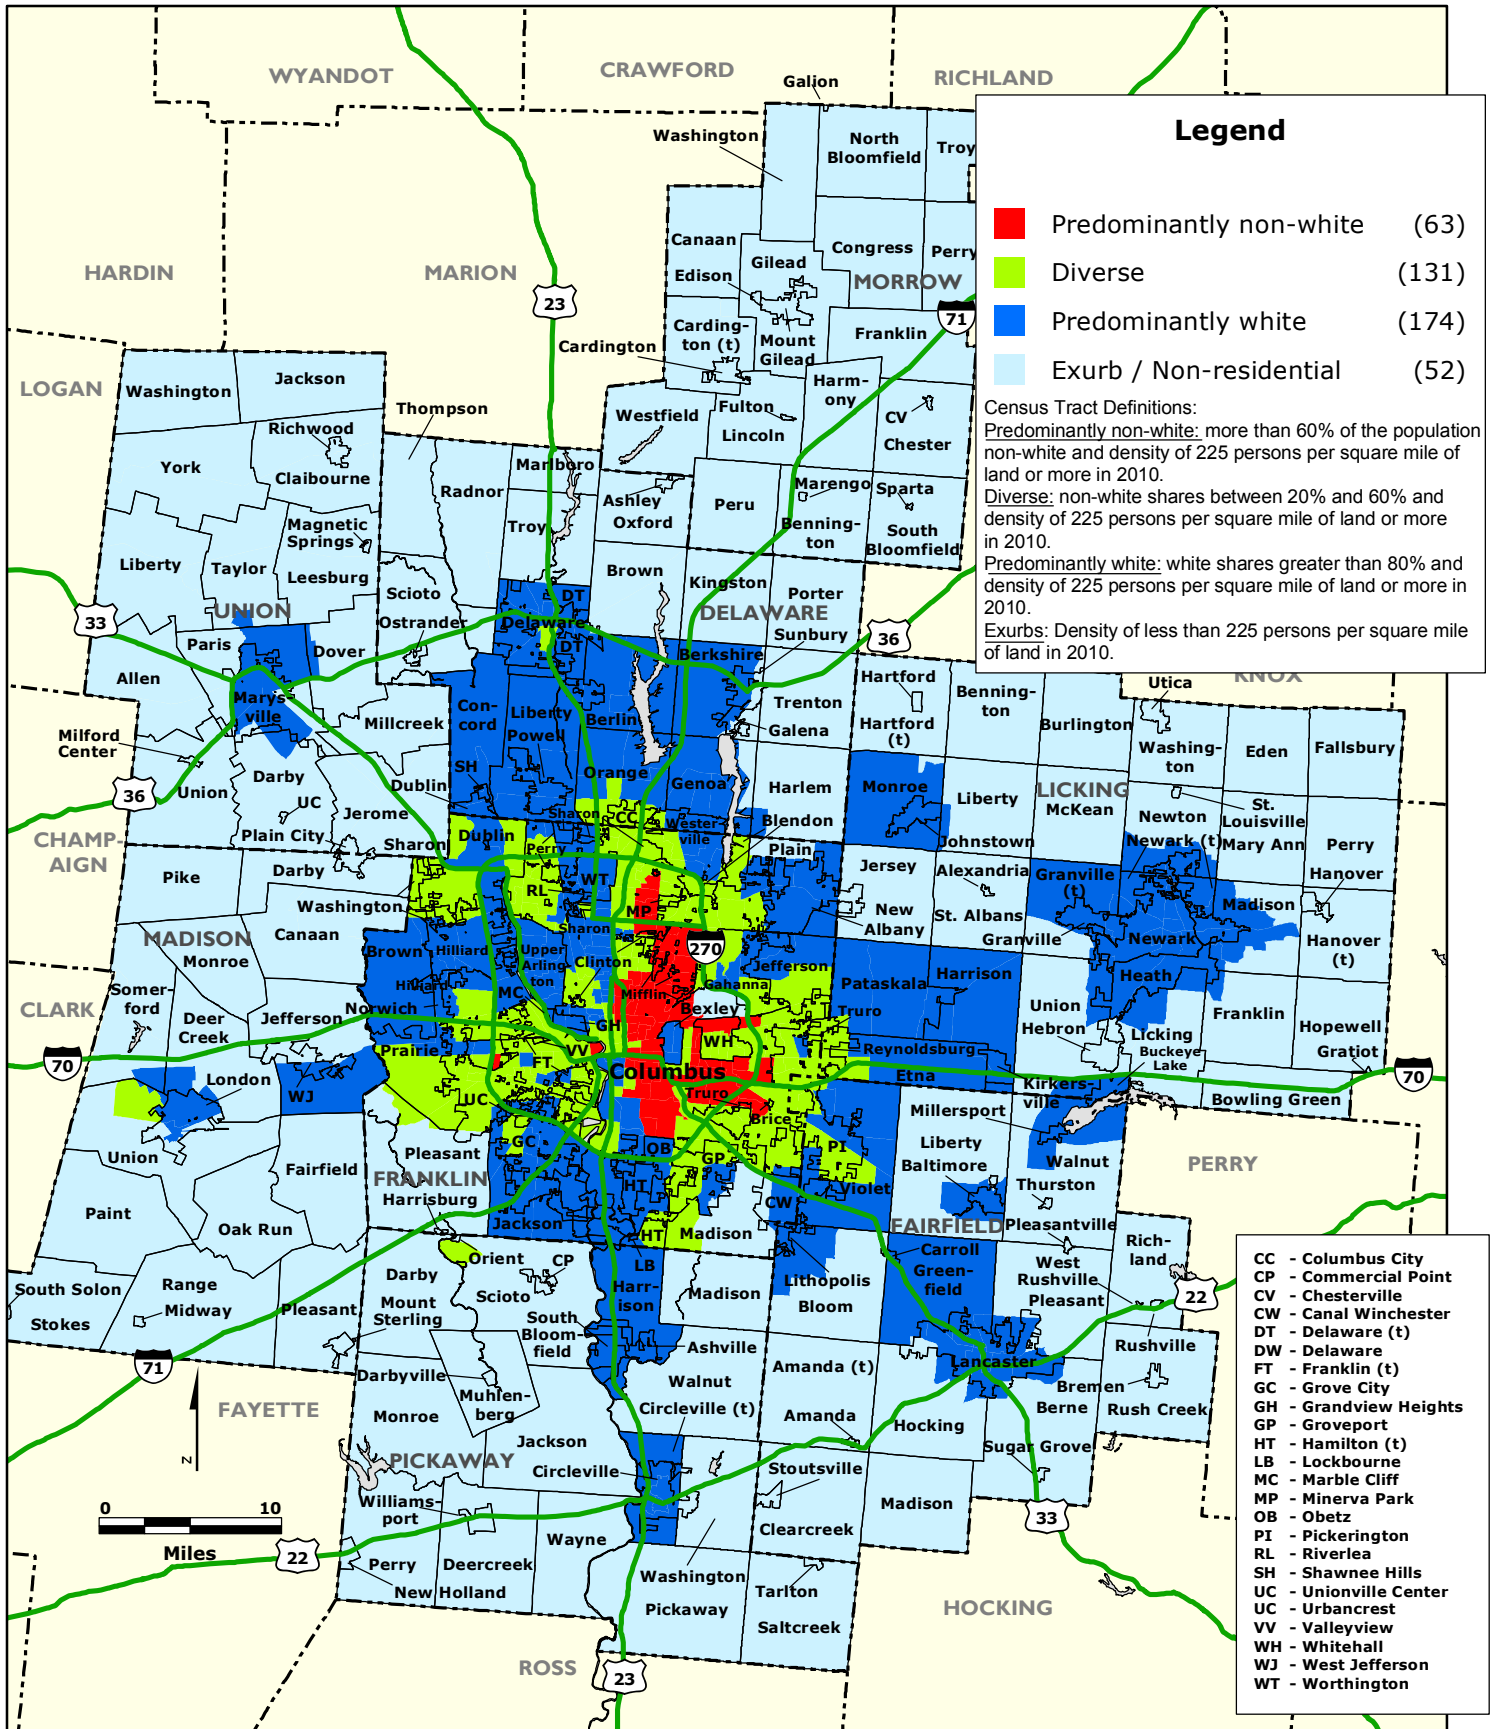 WYANDOT
CRAWFORD
RICHLAND
Galion
Washington
North
Bloomfield
Troy
HARDIN
MARION
Canaan
Congress
Perry
Gilead
Edison
MORROW
23
71
Carding-
ton (t)
Mount
Gilead
Franklin
Cardington
LOGAN
Washington
Jackson
Harm-
ony
Thompson
Westfield
Fulton
Lincoln
CV
Chester
Richwood
York
Claibourne
Marlboro
Radnor
Ashley
Oxford
Peru
Marengo
Sparta
Troy
Benning-
ton
South
Bloomfield
Magnetic
Springs
Liberty
Taylor
Leesburg
Brown
Kingston
Scioto
Porter
UNION
DT
DELAWARE
33
Ostrander
Delaware
Sunbury
36
Paris
Dover
DT
Berkshire
Allen
Hartford
Utica
KNOX
Marys-
ville
Con-
cord
Liberty
Berlin
Trenton
Benning-
ton
Millcreek
Powell
Galena
Hartford
(t)
Burlington
Milford
Center
Washing-
ton
Eden
Fallsbury
Darby
SH
Orange
Genoa
Harlem
Monroe
LICKING
36
Union
UC
Dublin
Liberty
McKean
St.
Louisville
Plain City
Jerome
Sharon
CC
Wester-
ville
Blendon
Newton
CHAMP-
AIGN
Sharon
Dublin
Perry
Plain
Johnstown
Newark (t)
Mary Ann
Perry
Pike
Darby
RL
WT
Jersey
Alexandria
Granville
(t)
Hanover
Washington
MP
New
Albany
St. Albans
Madison
MADISON
Canaan
Sharon
Granville
Newark
Monroe
Brown
Hilliard
Upper
Arling-
ton
270
Hanover
(t)
Clinton
Jefferson
Heath
CLARK
Somer-
ford
Hilliard
MC
Mifflin
Gahanna
Pataskala
Harrison
Deer
Creek
Jefferson
Norwich
Bexley
Truro
Union
Franklin
GH
Hebron
Licking
Hopewell
Prairie
VV
WH
Reynoldsburg
Buckeye
Lake
Gratiot
70
FT
Columbus
Etna
Kirkers-
ville
70
London
WJ
UC
Truro
Bowling Green
Brice
Millersport
Union
Fairfield
Pleasant
GC
OB
GP
PI
Liberty
PERRY
FRANKLIN
HT
Baltimore
Walnut
Harrisburg
CW
Violet
Thurston
Paint
Oak Run
Jackson
HT
Madison
FAIRFIELD
Pleasantville
Rich-
land
Orient
CP
LB
Carroll
West
Rushville
South Solon
Range
Darby
Scioto
Harr-
ison
Madison
Lithopolis
Green-
field
Pleasant
Midway
Pleasant
Mount
Sterling
Bloom
22
Stokes
South
Bloom-
field
Ashville
Rushville
71
Darbyville
Amanda (t)
Lancaster
FAYETTE
Muhlen-
berg
Walnut
Bremen
Monroe
Circleville (t)
Amanda
Hocking
Berne
Rush Creek
Jackson
Sugar Grove
N
PICKAWAY
Circleville
Stoutsville
0 10
Miles
Williams-
port
Madison
Clearcreek
33
22
Wayne
Perry
Deercreek
Washington
Tarlton
New Holland
Pickaway
Saltcreek
HOCKING
ROSS
23
Legend
Predominantly non-white (63)
Diverse (131)
Predominantly white (174)
Exurb / Non-residential (52)
Census Tract Definitions:
Predominantly non-white: more than 60% of the population
non-white and density of 225 persons per square mile of
land or more in 2010.
Diverse: non-white shares between 20% and 60% and
density of 225 persons per square mile of land or more
in 2010.
Predominantly white: white shares greater than 80% and
density of 225 persons per square mile of land or more in
2010.
Exurbs: Density of less than 225 persons per square mile
of land in 2010.
CC - Columbus City
CP - Commercial Point
CV - Chesterville
CW - Canal Winchester
DT - Delaware (t)
DW - Delaware
FT - Franklin (t)
GC - Grove City
GH - Grandview Heights
GP - Groveport
HT - Hamilton (t)
LB - Lockbourne
MC - Marble Cliff
MP - Minerva Park
OB - Obetz
PI - Pickerington
RL - Riverlea
SH - Shawnee Hills
UC - Unionville Center
UC - Urbancrest
VV - Valleyview
WH - Whitehall
WJ - West Jefferson
WT - Worthington